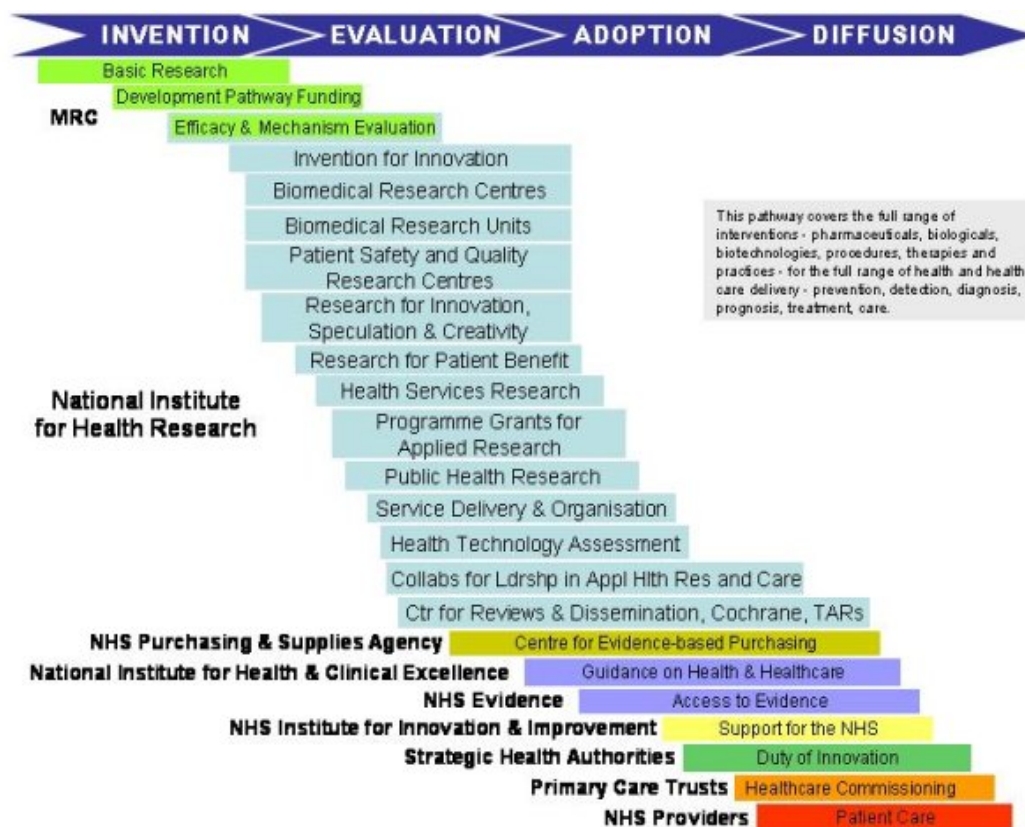 INVENTION EVALUATION ADOPTION DIFFUSION
Basic Research
Development Pathway Funding
MRC
Efficacy & Mechanism Evaluation
Invention for Innovation
Biomedical Research Centres
Biomedical Research Units
Patient Safety and Quality
Research Centres
Research for Innovation,
Speculation & Creativity
This pathway covers the full range of
interventions - pharmaceuticals, biologicals,
biotechnologies, procedures, therapies and
practices - for the full range of health and health
care delivery - prevention, detection, diagnosis,
prognosis, treatment, care.
Research for Patient Benefit
Health Services Research
National Institute
for Health Research
Programme Grants for
Applied Research
Public Health Research
Service Delivery & Organisation
Health Technology Assessment
Collabs for Ldrshp in Appl Hlth Res and Care
Ctr for Reviews & Dissemination, Cochrane, TARs
NHS Purchasing & Supplies Agency Centre for Evidence-based Purchasing
National Institute for Health & Clinical Excellence Guidance on Health & Healthcare
NHS Evidence Access to Evidence
NHS Institute for Innovation & Improvement Support for the NHS
Strategic Health Authorities Duty of Innovation
Primary Care Trusts Healthcare Commissioning
NHS Providers Patient Care